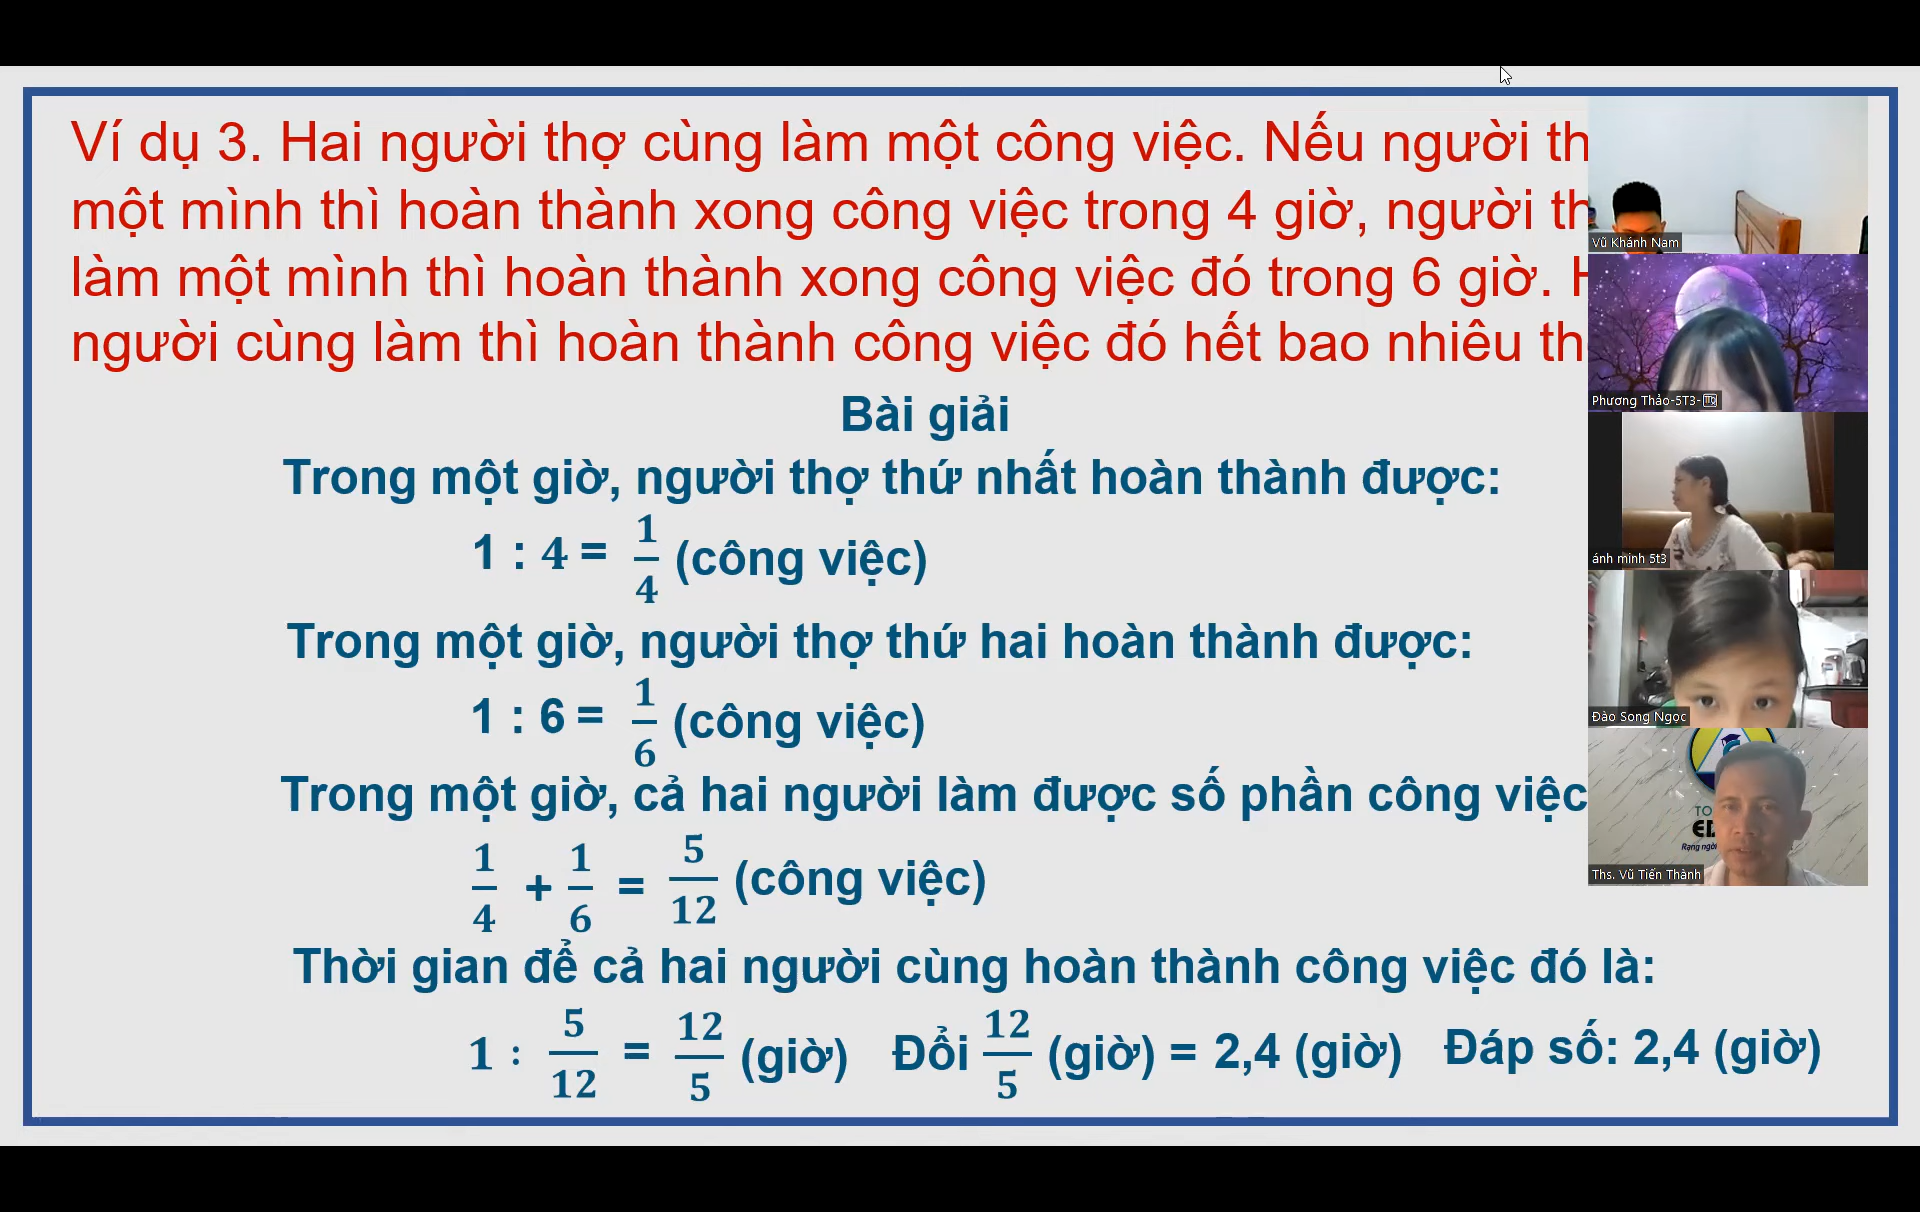 Ví dụ 3. Hai người thợ cùng làm một công việc. Nếu người
một mình thì hoàn thành xong công việc trong 4 giờ, người
làm một mình thì hoàn thành xong công việc đó trong 6 giờ.
người cùng làm thì hoàn thành công việc đó hết bao nhiêu
Bài giải
Trong một giờ, người thợ thứ nhất hoàn thành được:
1 : 4 = 1/4 (công việc)
Trong một giờ, người thợ thứ hai hoàn thành được:
1 : 6 = 1/6 (công việc)
Trong một giờ, cả hai người làm được số phần công việc
1/4 + 1/6 = 5/12 (công việc)
Thời gian để cả hai người cùng hoàn thành công việc đó là:
1 : 5/12 = 12/5 (giờ) Đổi 12/5 (giờ) = 2,4 (giờ) Đáp số: 2,4 (giờ)
Vũ Khánh Nam
Phương Thảo-5T3-♍
ánh minh 5t3
Đào Song Ngọc
Ths. Vũ Tiến Thành